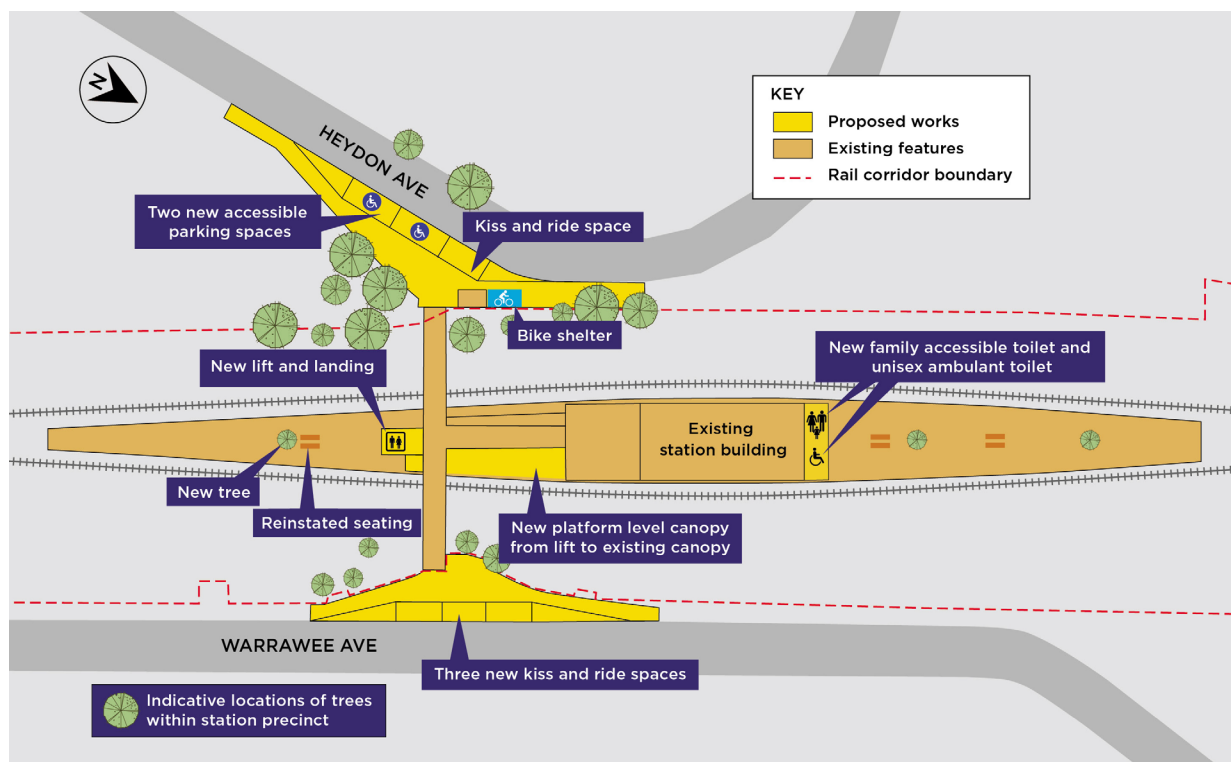 N
KEY
Proposed works
Existing features
Rail corridor boundary
HEYDON AVE
Two new accessible
parking spaces
Kiss and ride space
Bike shelter
New lift and landing
New family accessible toilet and
unisex ambulant toilet
Existing
station building
New tree
Reinstated seating
New platform level canopy
from lift to existing canopy
WARRAWEE AVE
Three new kiss and ride spaces
Indicative locations of trees
within station precinct